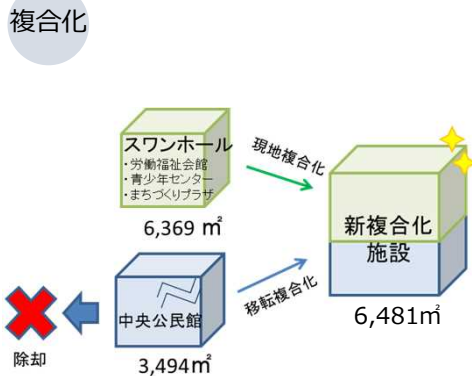 複合化
スワンホール
・労働福祉会館
・青少年センター
・まちづくりプラザ
6,369 ㎡
現地複合化
新複合化
施設
6,481㎡
中央公民館
3,494㎡
移転複合化
除却